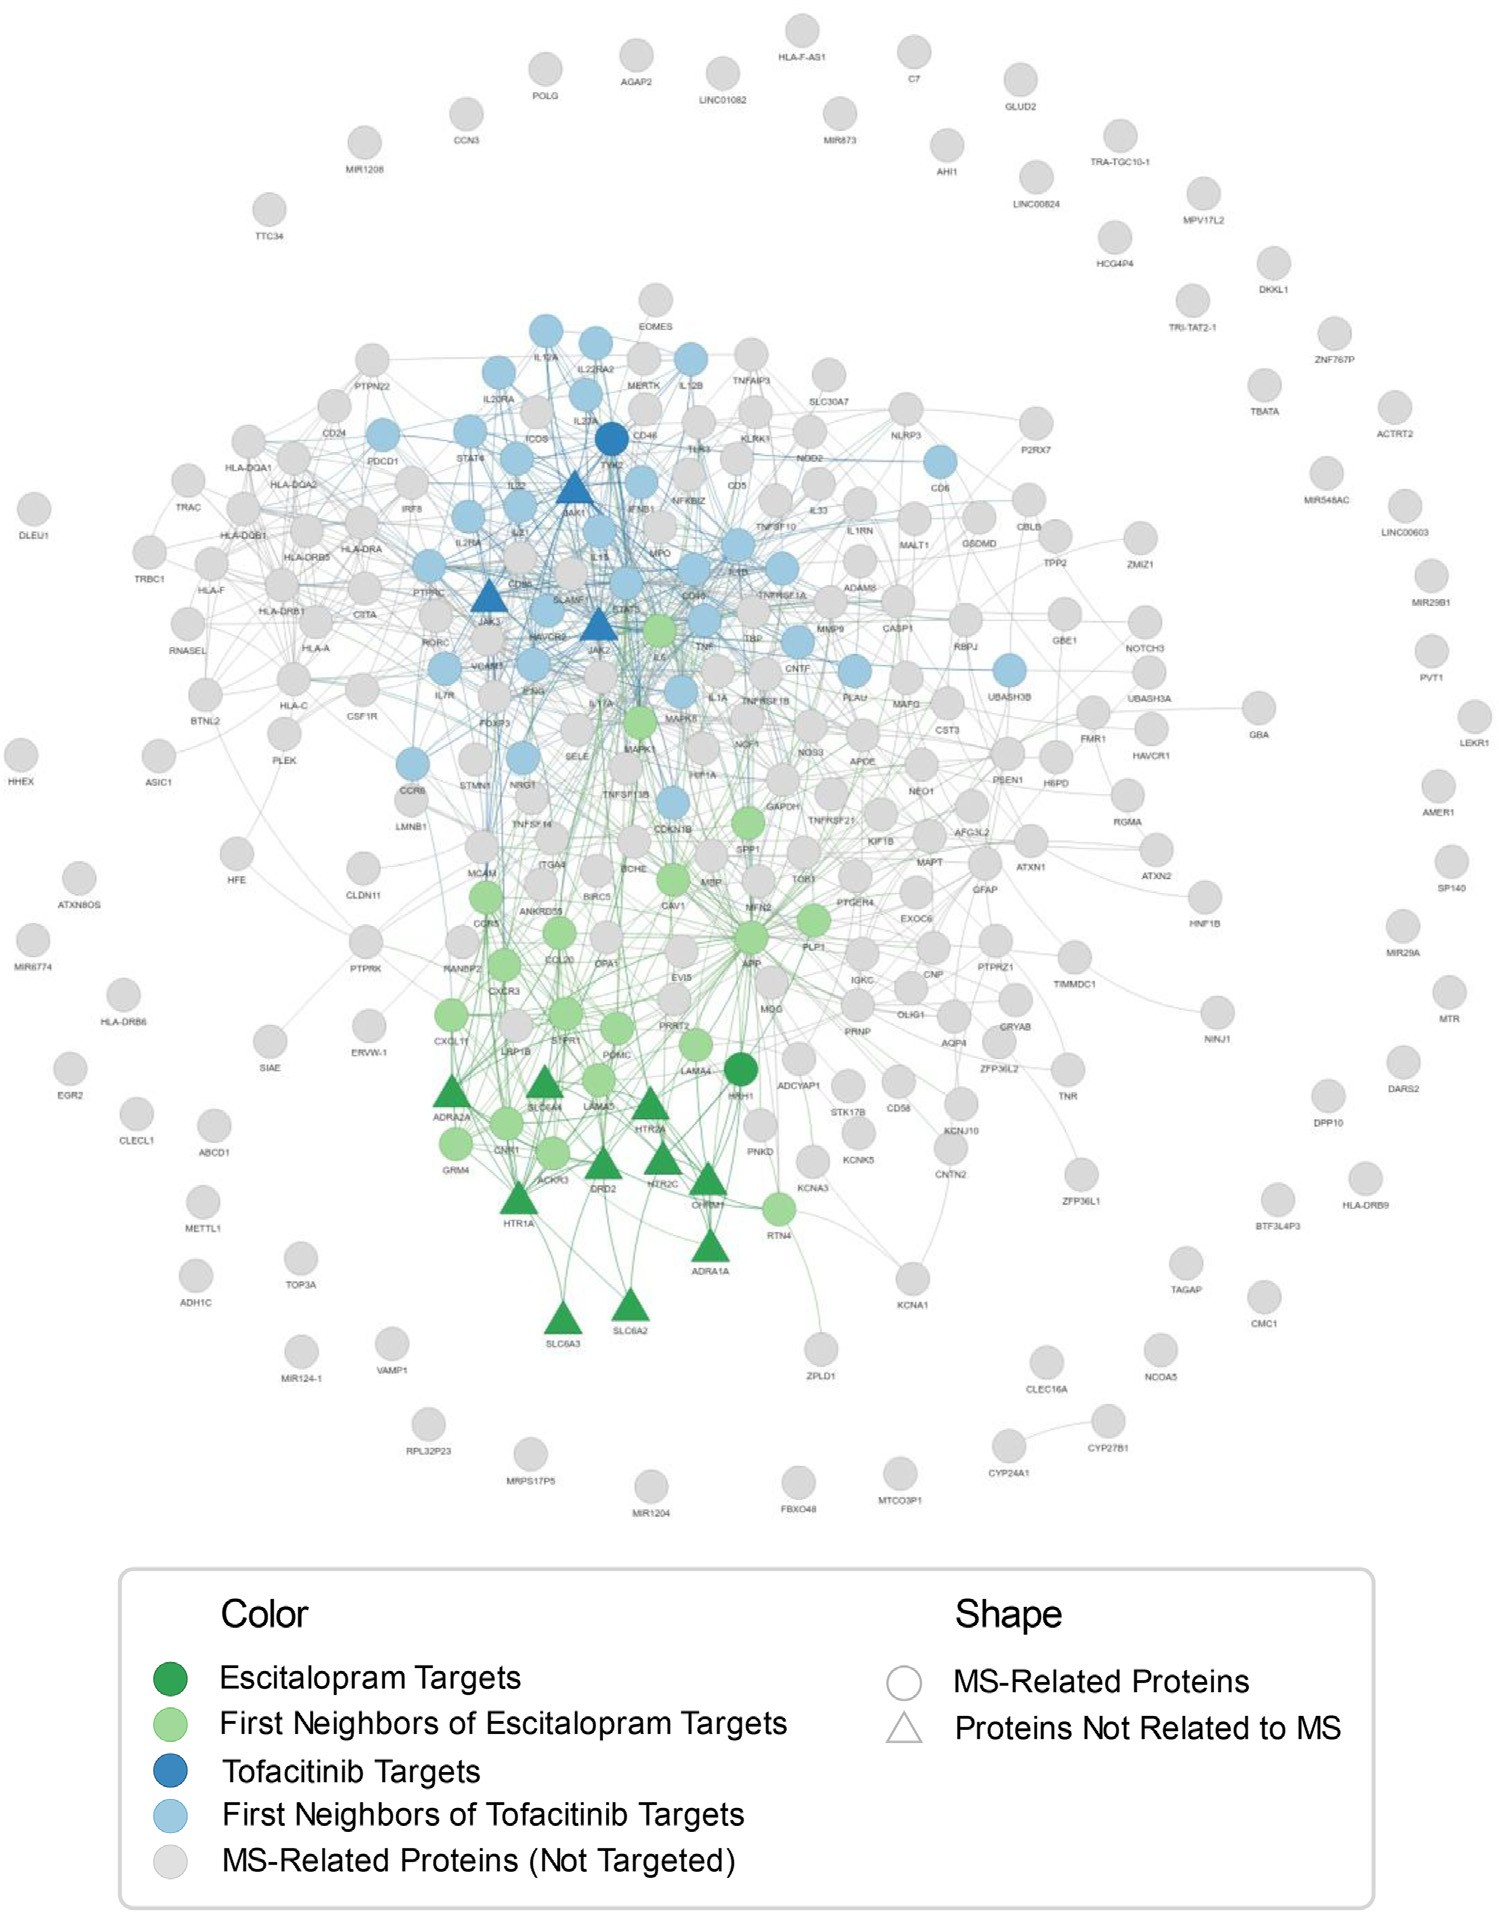 HLA-F-AS1
C7
AGAP2
POLG
LINC01082
GLUD2
CCN3
MIR873
MIR1208
AHI1
TRA-TGC10-1
LINC00824
MPV17L2
TTC34
HCG4P4
DKKL1
EOMES
TRI-TAT2-1
ZNF767P
IL12A
IL22RA2
MERTK
IL12B
TNFAIP3
PTPN22
IL20RA
SLC30A7
TBATA
ACTRT2
CD24
ICOS
IL23A
CD46
KLRK1
NLRP3
P2RX7
HLA-DQA1
PDCD1
STAT4
TYK2
TLR3
NOD2
HLA-DQA2
IL22
CD5
CD6
MIR548AC
TRAC
IRF8
JAK1
IFNB1
NFKBIZ
IL33
TNFSF10
IL1RN
MALT1
GSDMD
CBLB
LINC00603
DLEU1
HLA-DQB1
HLA-DRB5
HLA-DRA
IL2RA
IL21
IL15
MPO
TPP2
ZMIZ1
TRBC1
HLA-F
PTPRC
CD86
SLAMF1
STAT3
CD40
IL1B
TNFRSF1A
ADAM8
MIR29B1
HLA-DRB1
CIITA
JAK3
HAVCR2
JAK2
IL6
TNF
TBP
MMP9
CASP1
RBPJ
GBE1
NOTCH3
RNASEL
HLA-A
RORC
VCAM1
CNTF
PVT1
BTNL2
HLA-C
CSF1R
IL7R
ENG
FOXP3
IL17A
MAPK8
IL1A
TNFRSF1B
PLAU
MAFG
UBASH3B
UBASH3A
CST3
FMR1
HAVCR1
GBA
LEKR1
HHEX
ASIC1
PLEK
SELE
MAPK1
NCF1
NOS3
APOE
PSEN1
H6PD
CCR6
STMN1
NRG1
TNFSF13B
HIF1A
GAPDH
NEO1
RGMA
AMER1
LMNB1
TNFSF14
CDKN1B
SPP1
TNFRSF21
KIF1B
AFG3L2
MCAM
ITGA4
BCHE
MBP
TOB1
MAPT
GFAP
ATXN1
ATXN2
HFE
CLDN11
ANKRD55
BIRC5
CAV1
MFN2
PTGER4
EXOC6
SP140
ATXN8OS
HNF1B
CCR5
CCL20
OPA1
APP
PLP1
MIR6774
PTPRK
RANBP2
CXCR3
EVI5
IGKC
CNP
PTPRZ1
TIMMDC1
MIR29A
HLA-DRB6
MOG
OLIG1
PRNP
CRYAB
AQP4
MTR
CXCL11
LRP1B
S1PR1
POMC
PRRT2
LAMA4
NINJ1
SIAE
ERVW-1
ZFP36L2
ADCYAP1
HRH1
STK17B
CD58
TNR
DARS2
EGR2
ADRA2A
SLC6A4
LAMA5
HTR2A
KCNJ10
DPP10
CLECL1
ABCD1
GRM4
CNR1
ACKR3
DRD2
HTR2C
CHRM1
PNKD
KCNK5
CNTN2
KCNA3
ZFP36L1
HLA-DRB9
METTL1
HTR1A
RTN4
BTF3L4P3
ADRA1A
TOP3A
ADH1C
TAGAP
KCNA1
CMC1
SLC6A3
SLC6A2
MIR124-1
VAMP1
ZPLD1
CLEC16A
NCOA5
RPL32P23
CYP27B1
MRPS17P5
CYP24A1
MIR1204
FBXO48
MTCO3P1
Color
Shape
Escitalopram Targets
MS-Related Proteins
First Neighbors of Escitalopram Targets
Proteins Not Related to MS
Tofacitinib Targets
First Neighbors of Tofacitinib Targets
MS-Related Proteins (Not Targeted)